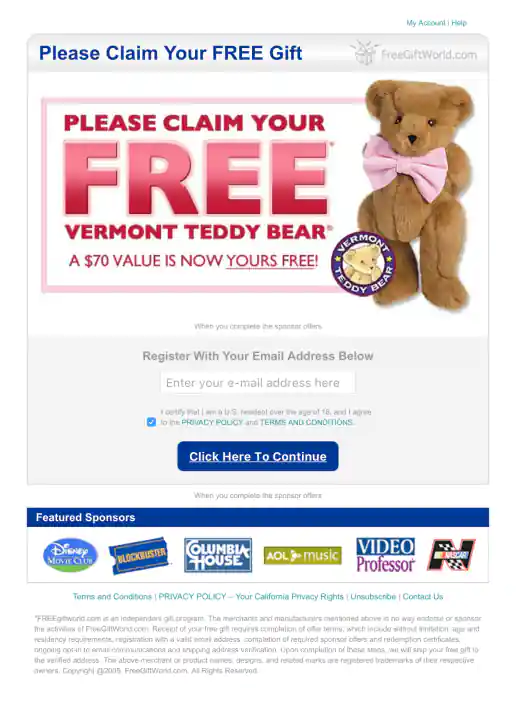 My Account | Help
Please Claim Your FREE Gift
FreeGiftWorld.com
PLEASE CLAIM YOUR
FREE*
VERMONT TEDDY BEAR®
A $70 VALUE IS NOW YOURS FREE!
VERMONT
TEDDY BEAR
When you complete the sponsor offers
Register With Your Email Address Below
Enter your e-mail address here
I certify that I am a U.S. resident over the age of 18, and I agree
to the PRIVACY POLICY and TERMS AND CONDITIONS.
Click Here To Continue
When you complete the sponsor offers
Featured Sponsors
Disney
MOVIE CLUB
BLOCKBUSTER
COLUMBIA
HOUSE
AOL music
VIDEO
Professor
NASCAR
Terms and Conditions | PRIVACY POLICY – Your California Privacy Rights | Unsubscribe | Contact Us
*FREEgiftworld.com is an independent gift program. The merchants and manufacturers mentioned above is no way endorse or sponsor
the activities of FreeGiftWorld.com. Receipt of your free gift requires completion of offer terms, which include without limitation: age and
residency requirements, registration with a valid email address, completion of required sponsor offers and redemption certificates,
ongoing opt-in to email communications and shipping address verification. Upon completion of these steps, we will ship your free gift to
the verified address. The above merchant or product names, designs, and related marks are registered trademarks of their respective
owners. Copyright @2005. FreeGiftWorld.com. All Rights Reserved.